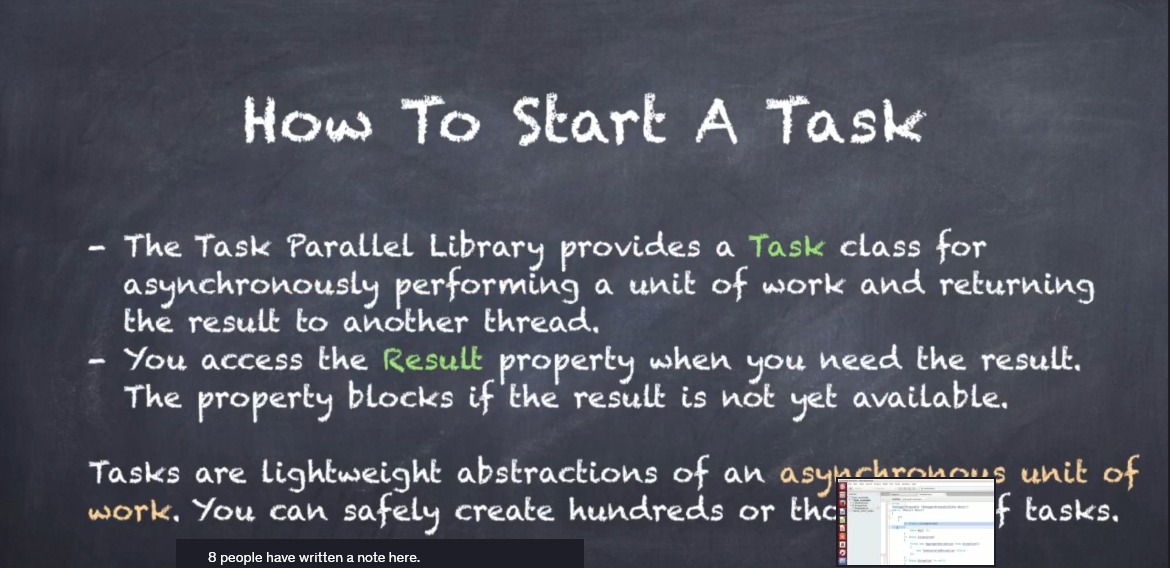 How To Start A Task
- The Task Parallel Library provides a Task class for
asynchronously performing a unit of work and returning
the result to another thread.
- You access the Result property when you need the result.
The property blocks if the result is not yet available.
Tasks are lightweight abstractions of an asynchronous unit of
work. You can safely create hundreds or tasks.
8 people have written a note here.